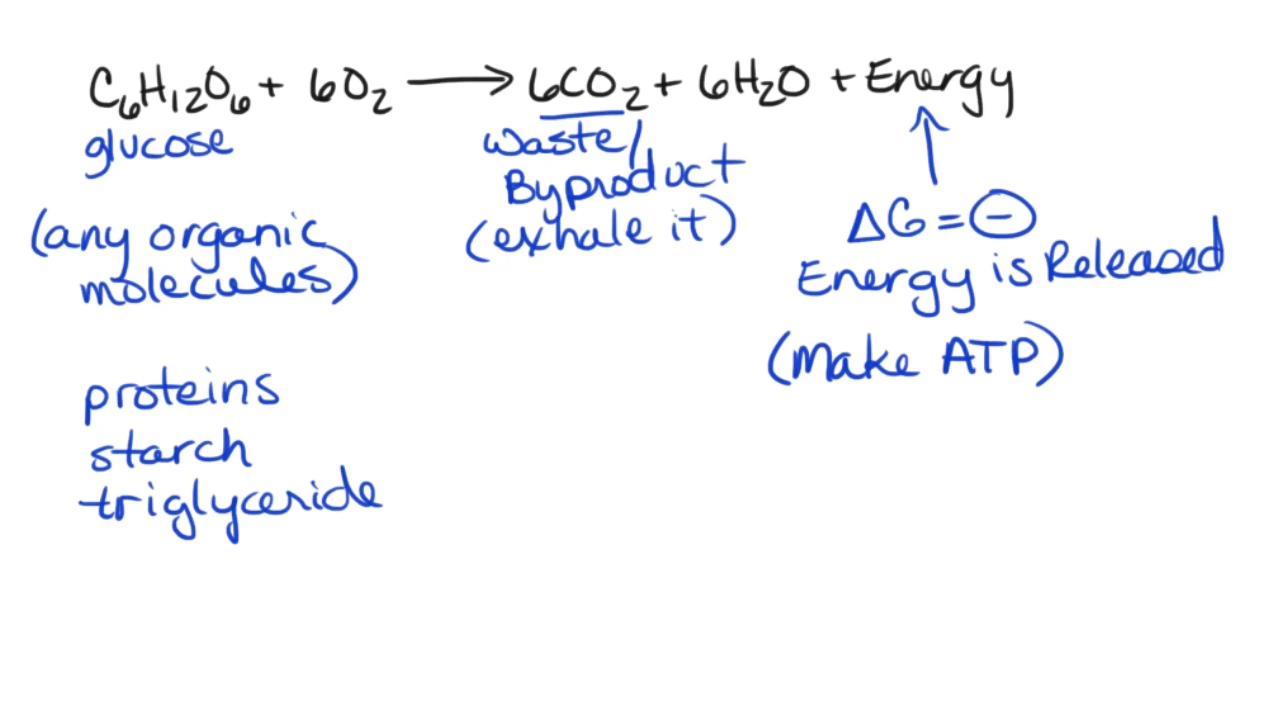 C₆H₁₂O₆ + 6O₂ ⟶ 6CO₂ + 6H₂O + Energy
glucose
(any organic
molecules)
proteins
starch
triglyceride
Waste/
Byproduct
(exhale it)
↑
ΔG = ⊖
Energy is Released
(Make ATP)